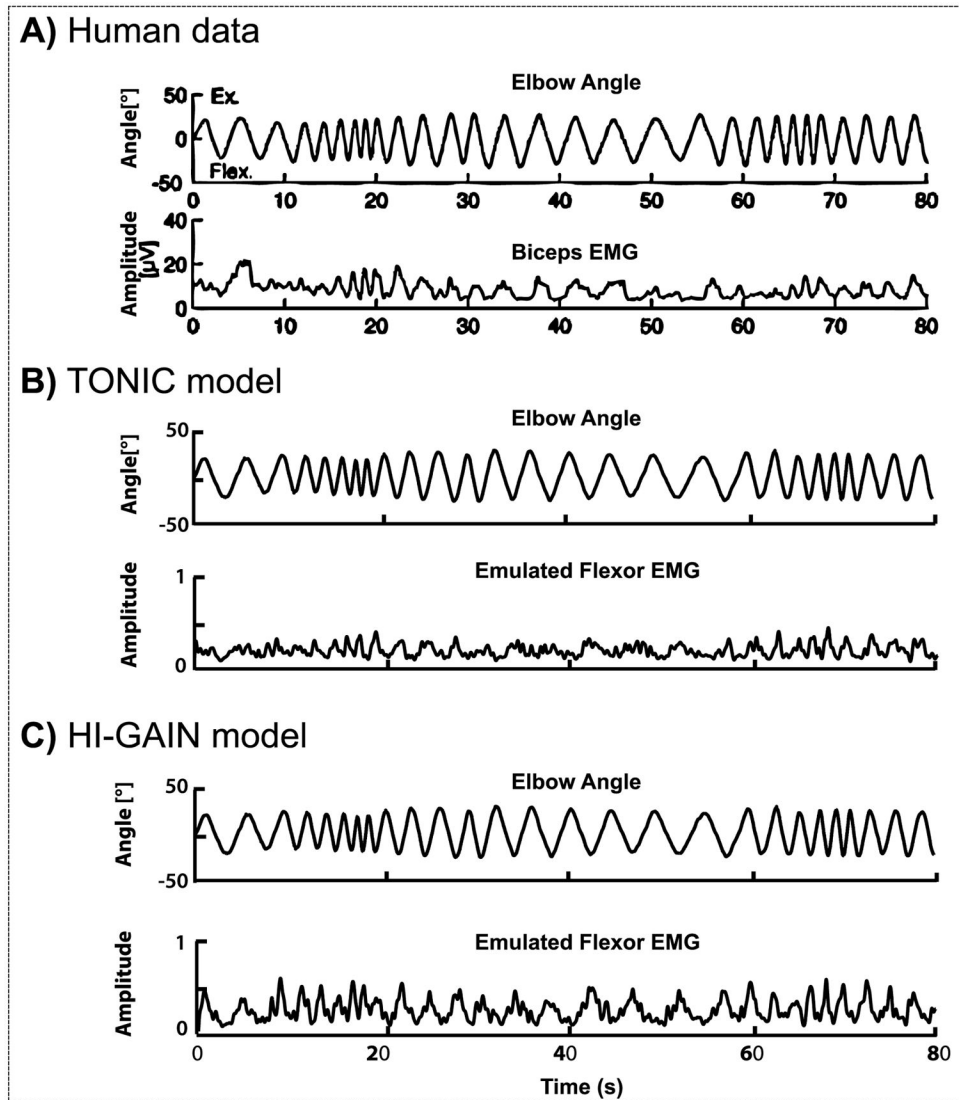 A) Human data
Elbow Angle
Angle[°]
50
0
-50
Ex.
Flex.
0 10 20 30 40 50 60 70 80
Biceps EMG
Amplitude
[µV]
40
20
0
0 10 20 30 40 50 60 70 80
B) TONIC model
Elbow Angle
Angle[°]
50
-50
Emulated Flexor EMG
Amplitude
1
0
C) HI-GAIN model
Elbow Angle
Angle [°]
50
-50
Emulated Flexor EMG
Amplitude
1
0
0 20 40 60 80
Time (s)